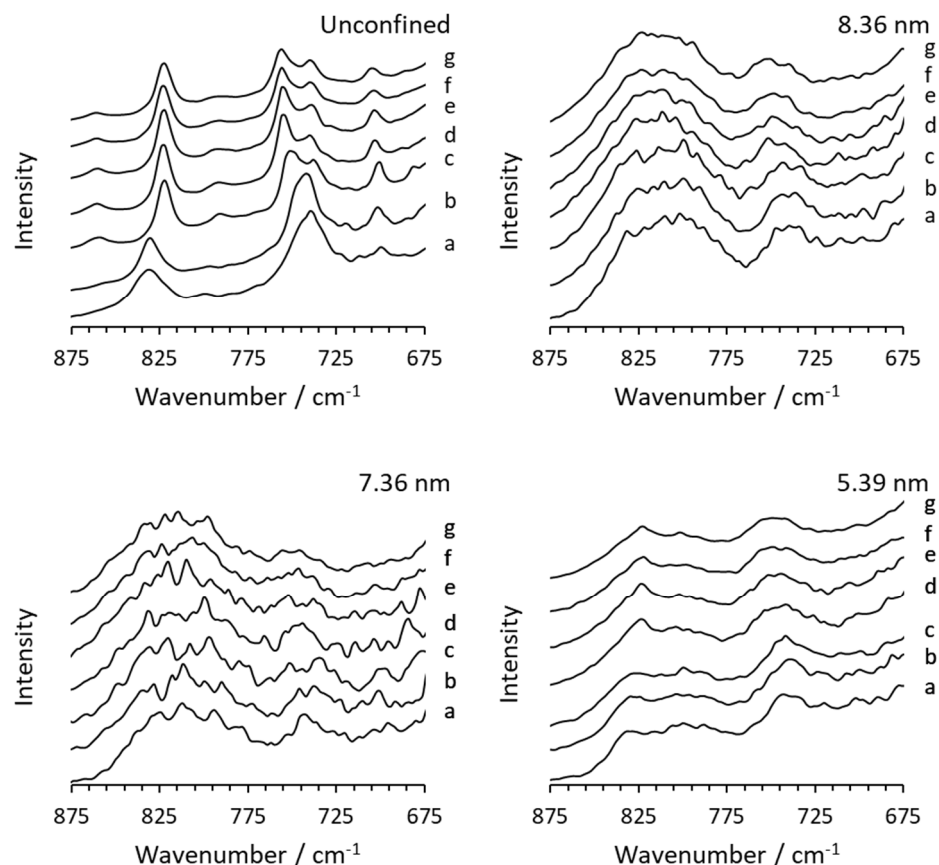 Unconfined
g
f
e
d
c
b
a
Intensity
875 825 775 725 675
Wavenumber / cm-1
8.36 nm
g
f
e
d
c
b
a
Intensity
875 825 775 725 675
Wavenumber / cm-1
7.36 nm
g
f
e
d
c
b
a
Intensity
875 825 775 725 675
Wavenumber / cm-1
5.39 nm
g
f
e
d
c
b
a
Intensity
875 825 775 725 675
Wavenumber / cm-1